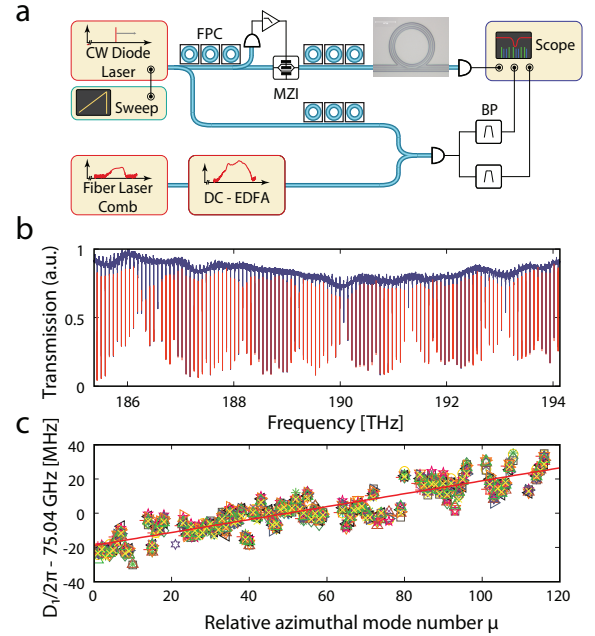 a
FPC
CW Diode
Laser
MZI
Scope
Sweep
BP
Fiber Laser
Comb
DC - EDFA
b
Transmission (a.u.)
1
0.5
0
186 188 190 192 194
Frequency [THz]
c
D₁/2π - 75.04 GHz [MHz]
40
20
0
-20
-40
0 20 40 60 80 100 120
Relative azimuthal mode number μ